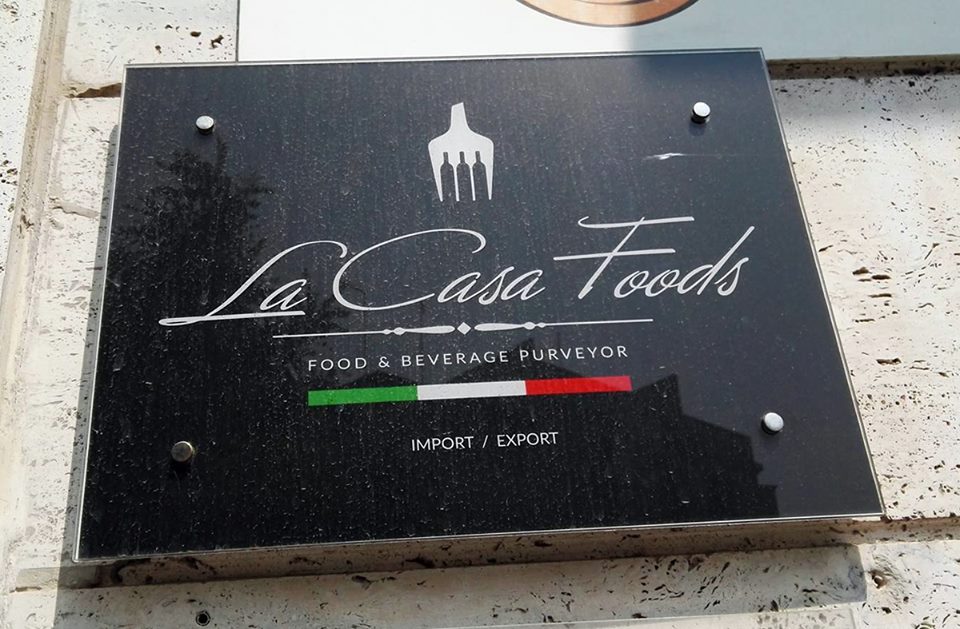 La Casa Foods
FOOD & BEVERAGE PURVEYOR
IMPORT / EXPORT